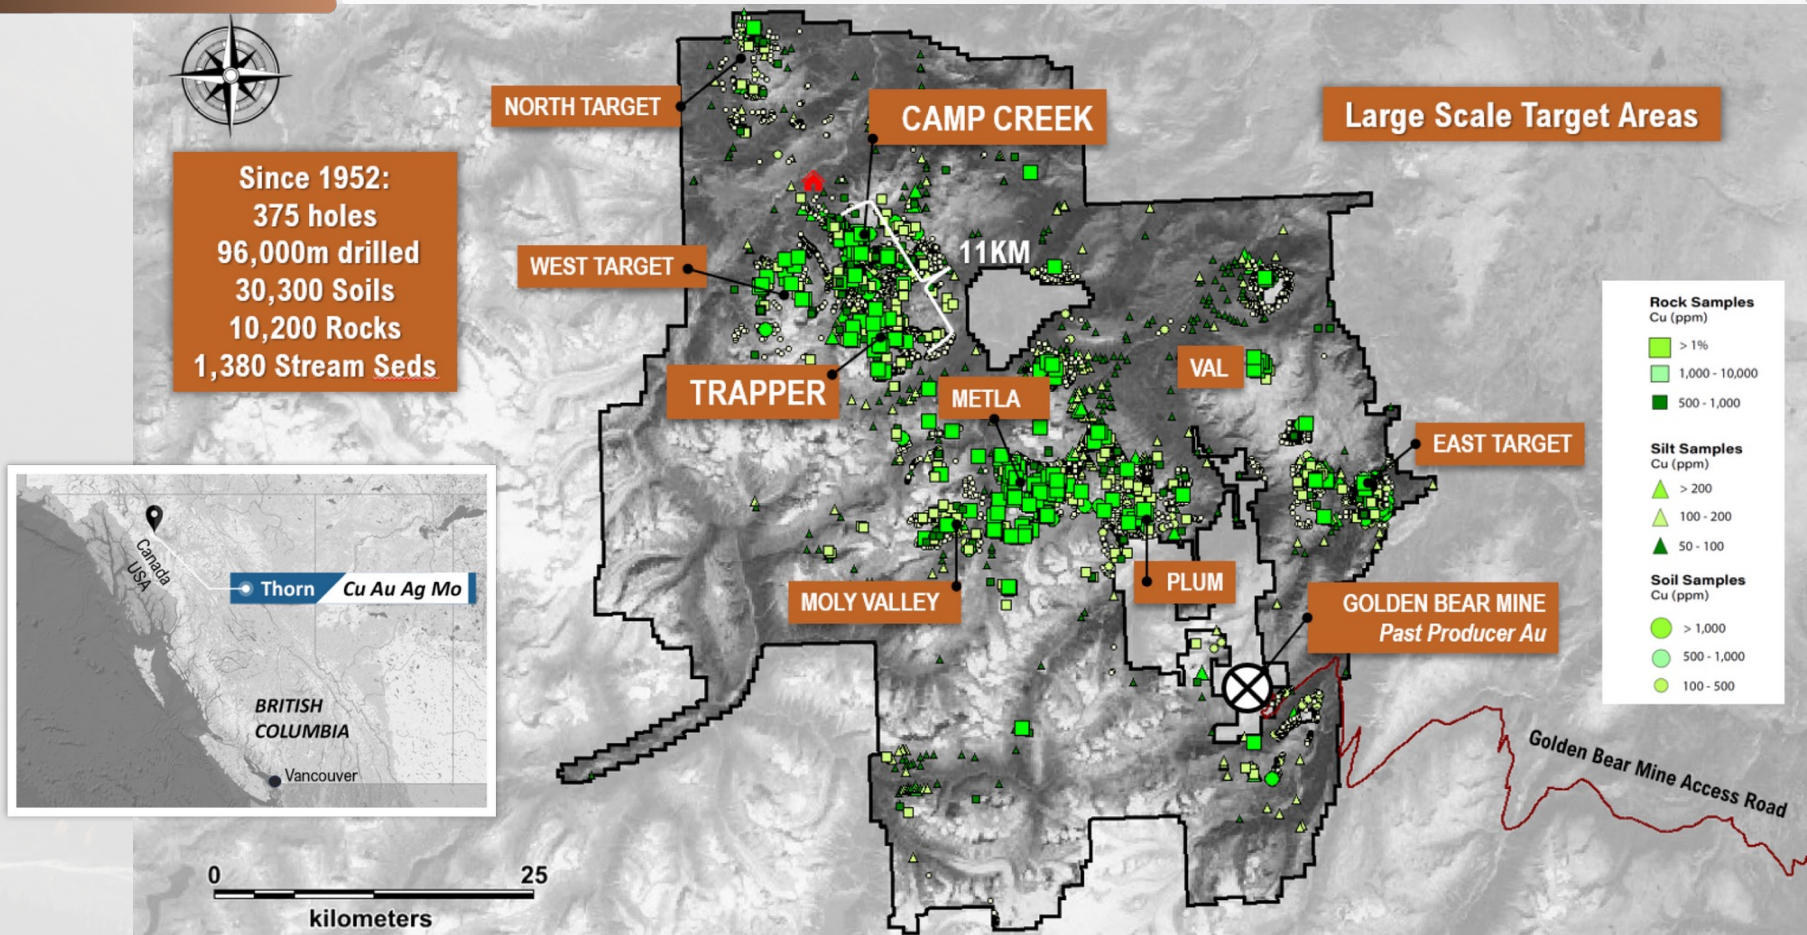 Large Scale Target Areas
NORTH TARGET
CAMP CREEK
Since 1952:
375 holes
96,000m drilled
30,300 Soils
10,200 Rocks
1,380 Stream Seds
WEST TARGET
11KM
TRAPPER
METLA
VAL
EAST TARGET
MOLY VALLEY
PLUM
GOLDEN BEAR MINE
Past Producer Au
Golden Bear Mine Access Road
Rock Samples
Cu (ppm)
> 1%
1,000 - 10,000
500 - 1,000
Silt Samples
Cu (ppm)
> 200
100 - 200
50 - 100
Soil Samples
Cu (ppm)
> 1,000
500 - 1,000
100 - 500
Canada
USA
Thorn
Cu Au Ag Mo
BRITISH
COLUMBIA
Vancouver
0
25
kilometers